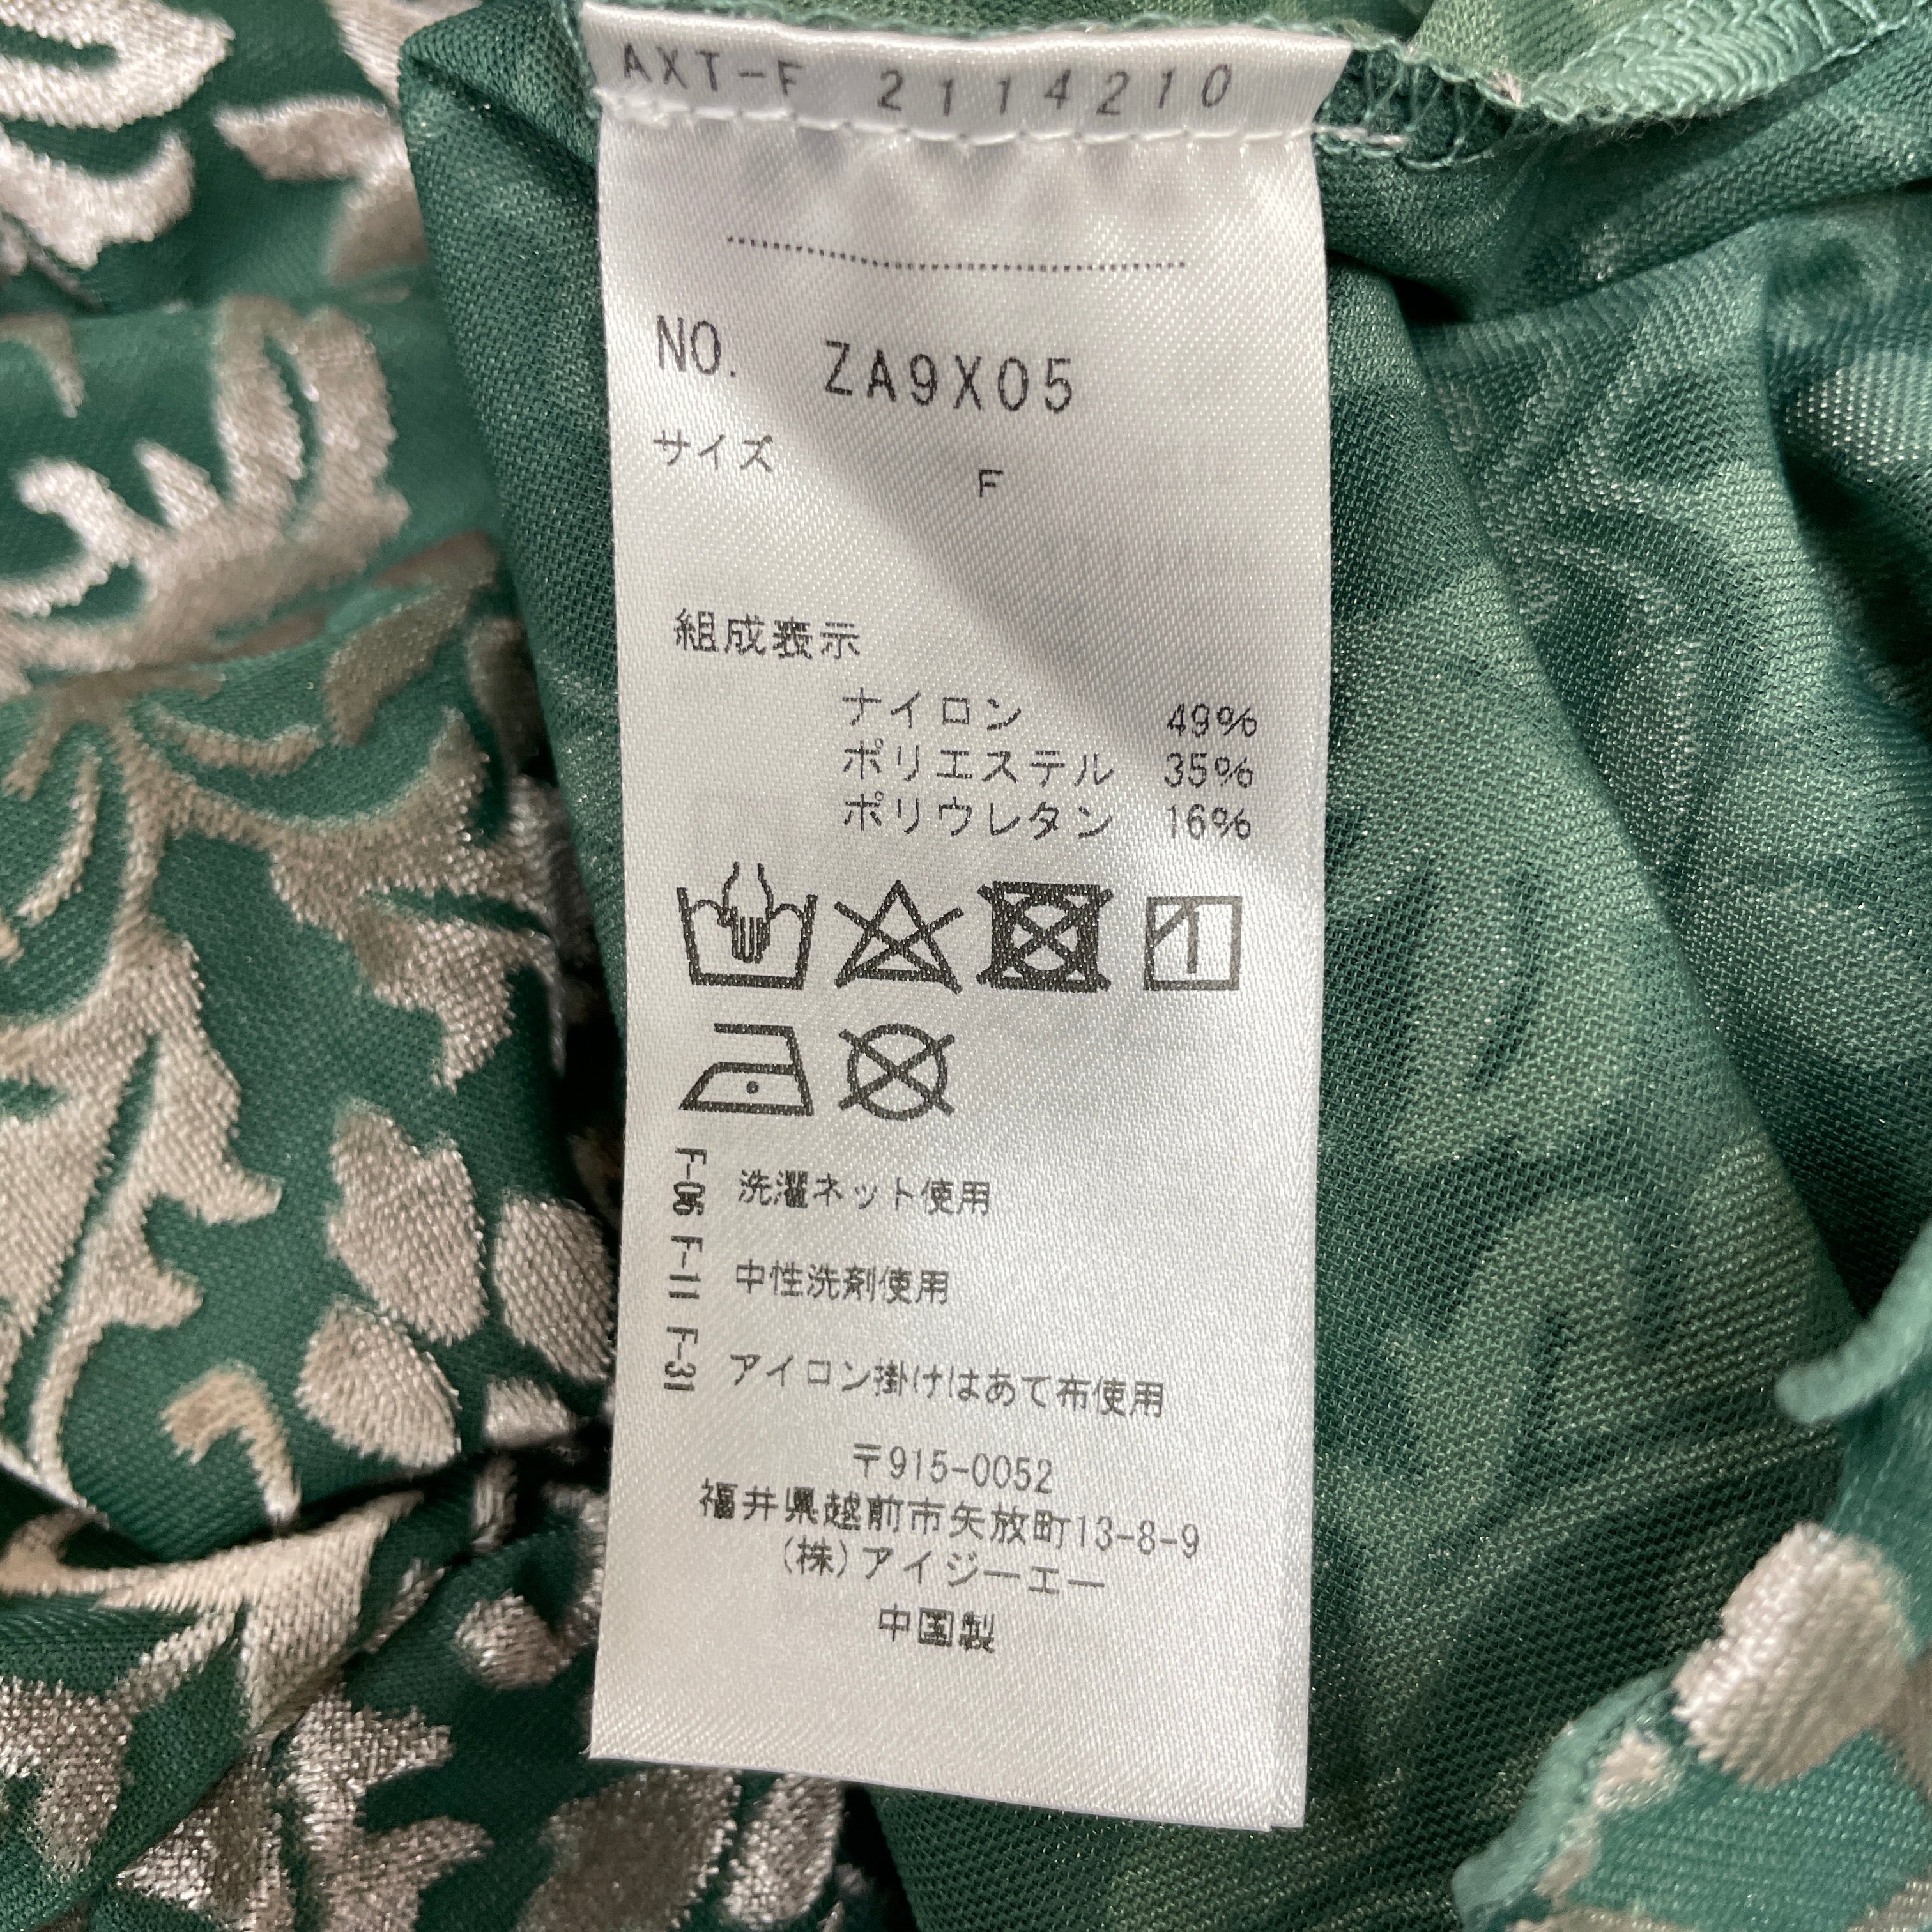 AXT-F 2114210
NO. ZA9X05
サイズ F
組成表示
ナイロン 49%
ポリエステル 35%
ポリウレタン 16%
F-06 洗濯ネット使用
F-11 中性洗剤使用
F-31 アイロン掛けはあて布使用
〒915-0052
福井県越前市矢放町13-8-9
(株)アイジーエー
中国製